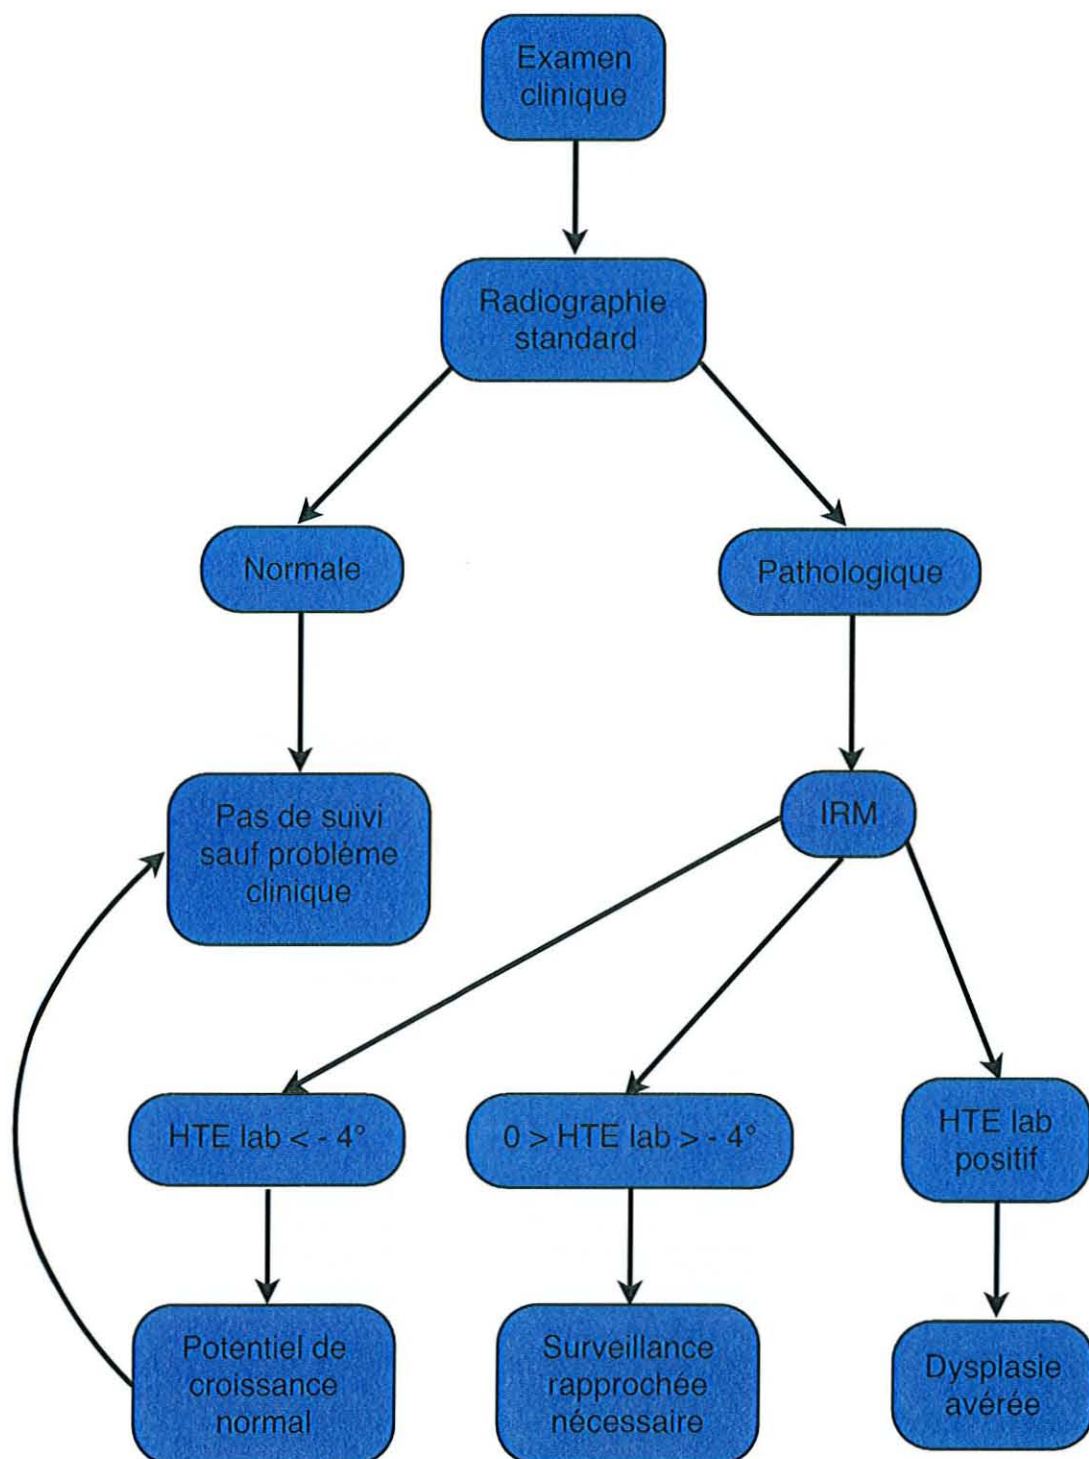 Examen
clinique
Radiographie
standard
Normale
Pathologique
Pas de suivi
sauf problème
clinique
IRM
HTE lab < - 4°
0 > HTE lab > - 4°
HTE lab
positif
Potentiel de
croissance
normal
Surveillance
rapprochée
nécessaire
Dysplasie
avérée